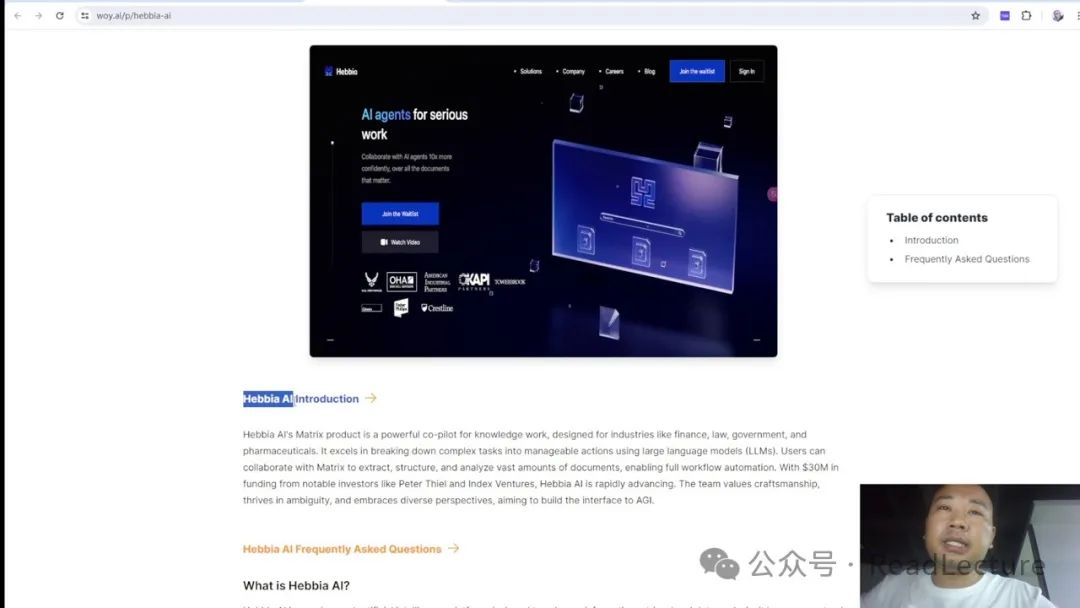 woy.ai/p/hebbia-ai
Hebbia
Solutions
Company
Careers
Blog
Join the waitlist
Sign In
AI agents for serious
work
Collaborate with AI agents 10x more
confidently, over all the documents
that matter.
Join the Waitlist
Watch Video
OHA
AMERICAN
INDUSTRIAL
PARTNERS
OKAPI
PARTNERS
TOWERBROOK
Crestline
Table of contents
Introduction
Frequently Asked Questions
Hebbia AI Introduction →
Hebbia AI's Matrix product is a powerful co-pilot for knowledge work, designed for industries like finance, law, government, and
pharmaceuticals. It excels in breaking down complex tasks into manageable actions using large language models (LLMs). Users can
collaborate with Matrix to extract, structure, and analyze vast amounts of documents, enabling full workflow automation. With $30M in
funding from notable investors like Peter Thiel and Index Ventures, Hebbia AI is rapidly advancing. The team values craftsmanship,
thrives in ambiguity, and embraces diverse perspectives, aiming to build the interface to AGI.
Hebbia AI Frequently Asked Questions →
What is Hebbia AI?
公众号 · ReadLecture